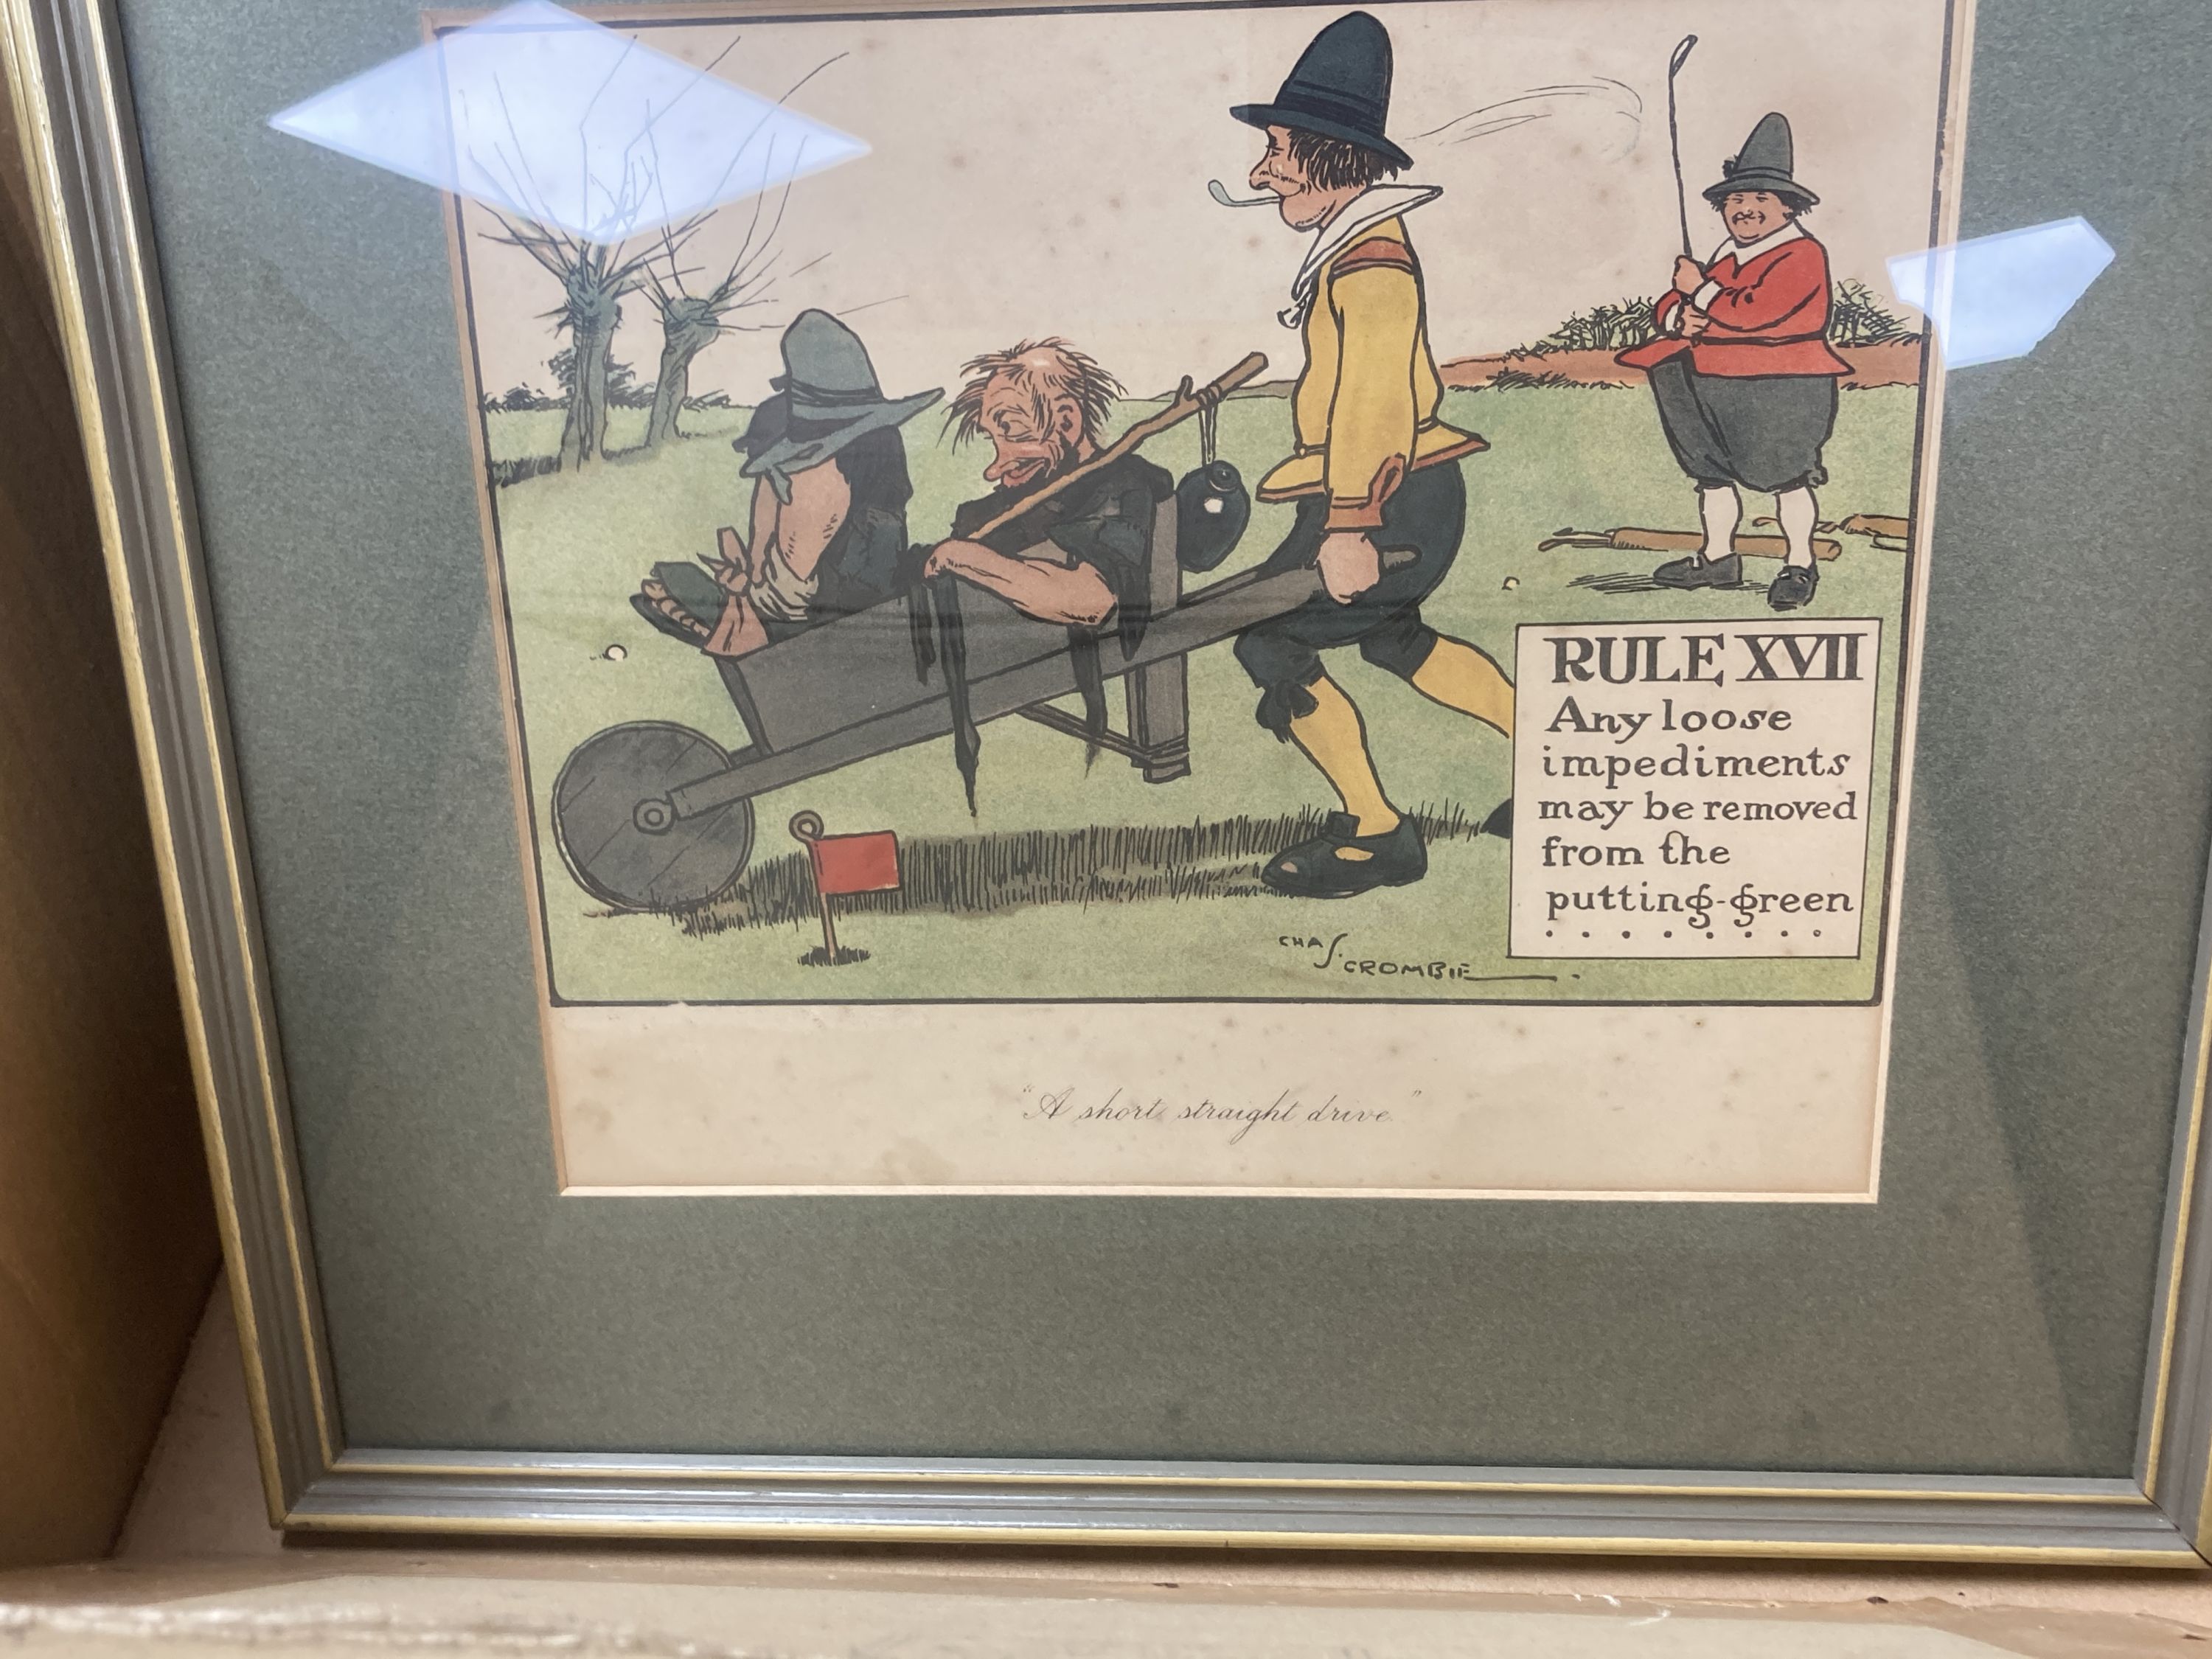 RULE XVII
Any loose
impediments
may be removed
from the
putting-green
. . . . . . . .
CHAS. CROMBIE
"A short straight drive."